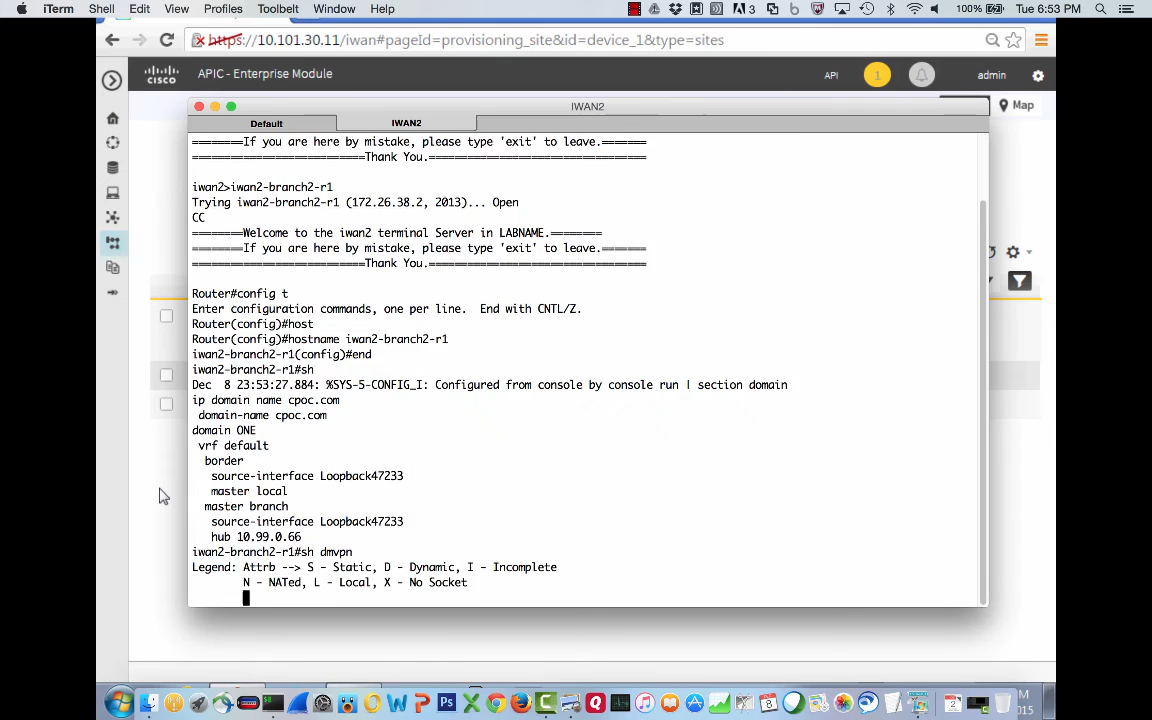 iTerm Shell Edit View Profiles Toolbelt Window Help 3 100% Tue 6:53 PM
https://10.101.30.11/iwan#pageId=provisioning_site&id=device_1&type=sites
CISCO APIC - Enterprise Module API 1 admin
IWAN2
Map
Default IWAN2
========If you are here by mistake, please type 'exit' to leave.=======
===========================Thank You.==================================
iwan2>iwan2-branch2-r1
Trying iwan2-branch2-r1 (172.26.38.2, 2013)... Open
CC
========Welcome to the iwan2 terminal Server in LABNAME.========
========If you are here by mistake, please type 'exit' to leave.=======
===========================Thank You.==================================
Router#config t
Enter configuration commands, one per line.  End with CNTL/Z.
Router(config)#host
Router(config)#hostname iwan2-branch2-r1
iwan2-branch2-r1(config)#end
iwan2-branch2-r1#sh
Dec  8 23:53:27.884: %SYS-5-CONFIG_I: Configured from console by console run | section domain
ip domain name cpoc.com
domain-name cpoc.com
domain ONE
vrf default
border
source-interface Loopback47233
master local
master branch
source-interface Loopback47233
hub 10.99.0.66
iwan2-branch2-r1#sh dmvpn
Legend: Attrb --> S - Static, D - Dynamic, I - Incomplete
N - NATed, L - Local, X - No Socket